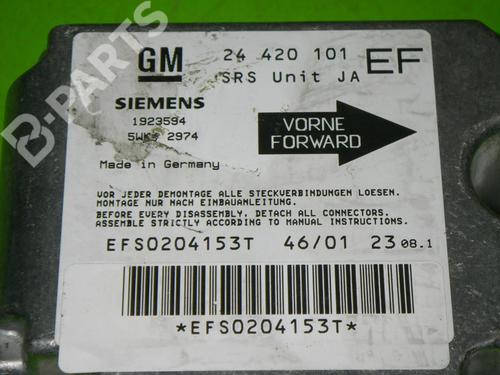 B-PARTS
GM 24 420 101 EF
SRS Unit JA
SIEMENS
1923594
5WK4 2974
VORNE
FORWARD
Made in Germany
VOR JEDER DEMONTAGE ALLE STECKVERBINDUNGEN LOESEN.
MONTAGE NUR NACH EINBAUANLEITUNG.
BEFORE EVERY DISASSEMBLY, DETACH ALL CONNECTORS.
ASSEMBLE STRICTLY ACCORDING TO MANUAL INSTRUCTIONS.
EFS0204153T 46/01 23 08.1
*EFS0204153T*